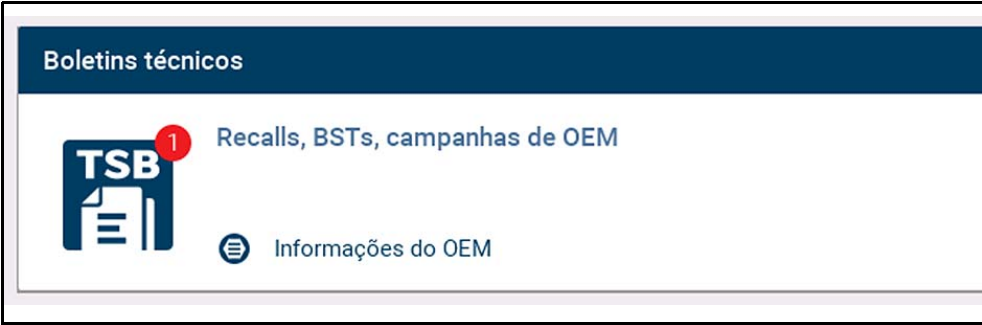 Boletins técnicos
1
TSB
Recalls, BSTs, campanhas de OEM
Informações do OEM